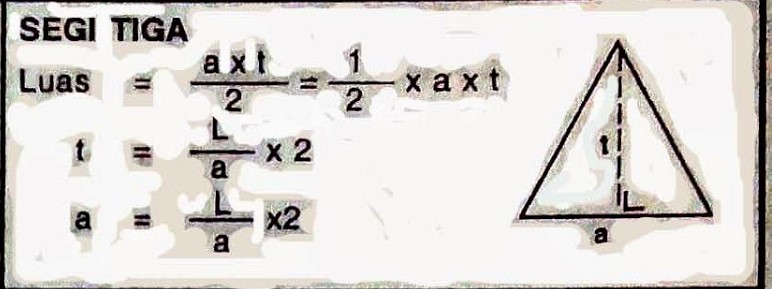 SEGI TIGA
Luas = a x t / 2 = 1 / 2 x a x t
t = L / a x 2
a = L / a x2
t
a